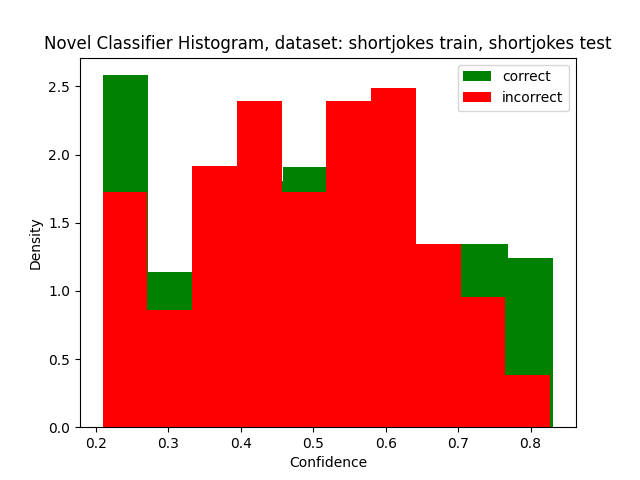 Novel Classifier Histogram, dataset: shortjokes train, shortjokes test
correct
incorrect
Density
2.5
2.0
1.5
1.0
0.5
0.0
0.2 0.3 0.4 0.5 0.6 0.7 0.8
Confidence